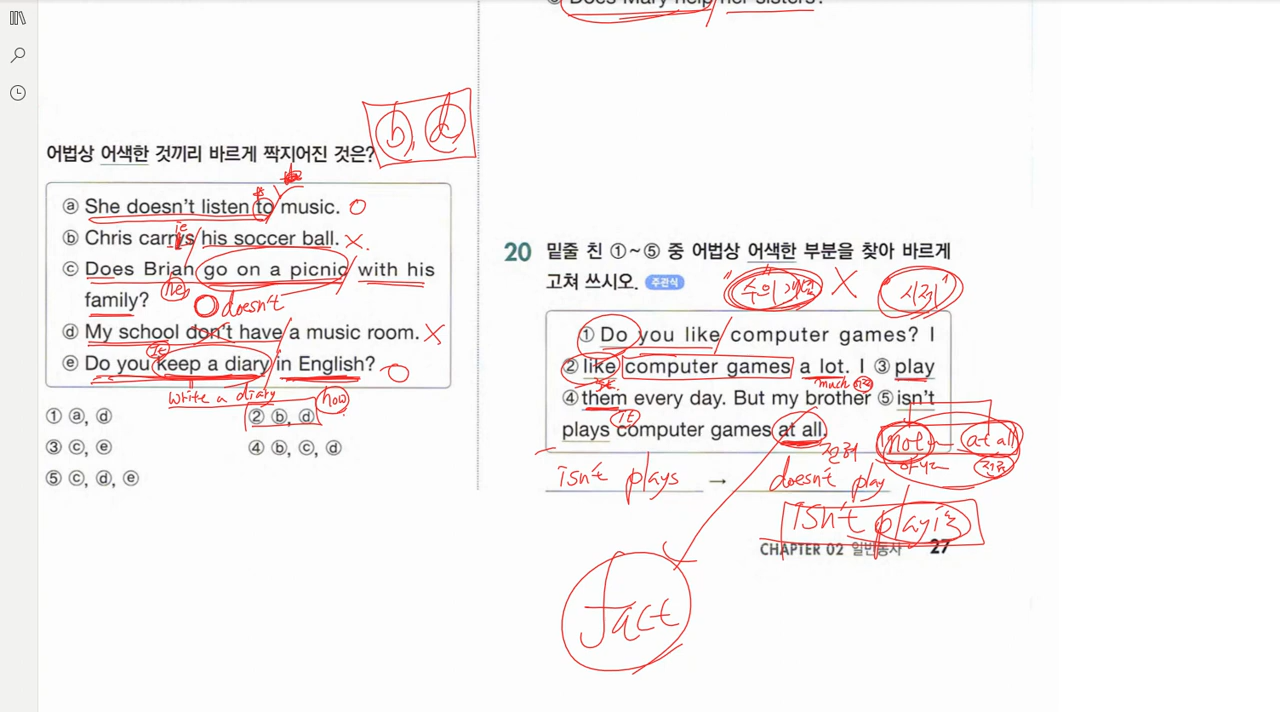 Does Mary help her sisters?
b, d
어법상 어색한 것끼리 바르게 짝지어진 것은?
ⓐ She doesn't listen to music. O
ie
ⓑ Chris carrys his soccer ball. X.
ⓒ Does Brian go on a picnic with his
family? he O doesn't
ⓓ My school don't have a music room. X
ⓔ Do you keep a diary in English? O
write a diary
① ⓐ, ⓓ ② ⓑ, ⓓ
③ ⓒ, ⓔ ④ ⓑ, ⓒ, ⓓ
⑤ ⓒ, ⓓ, ⓔ
20 밑줄 친 ①~⑤ 중 어법상 어색한 부분을 찾아 바르게
고쳐 쓰시오. 주관식
X 시적
① Do you like computer games? I
② like computer games a lot. I ③ play
much
④ them every day. But my brother ⑤ isn't
plays computer games at all.
not ~ at all
전혀
isn't plays → doesn't play
isn't playing
CHAPTER 02 일반동사 27
fact